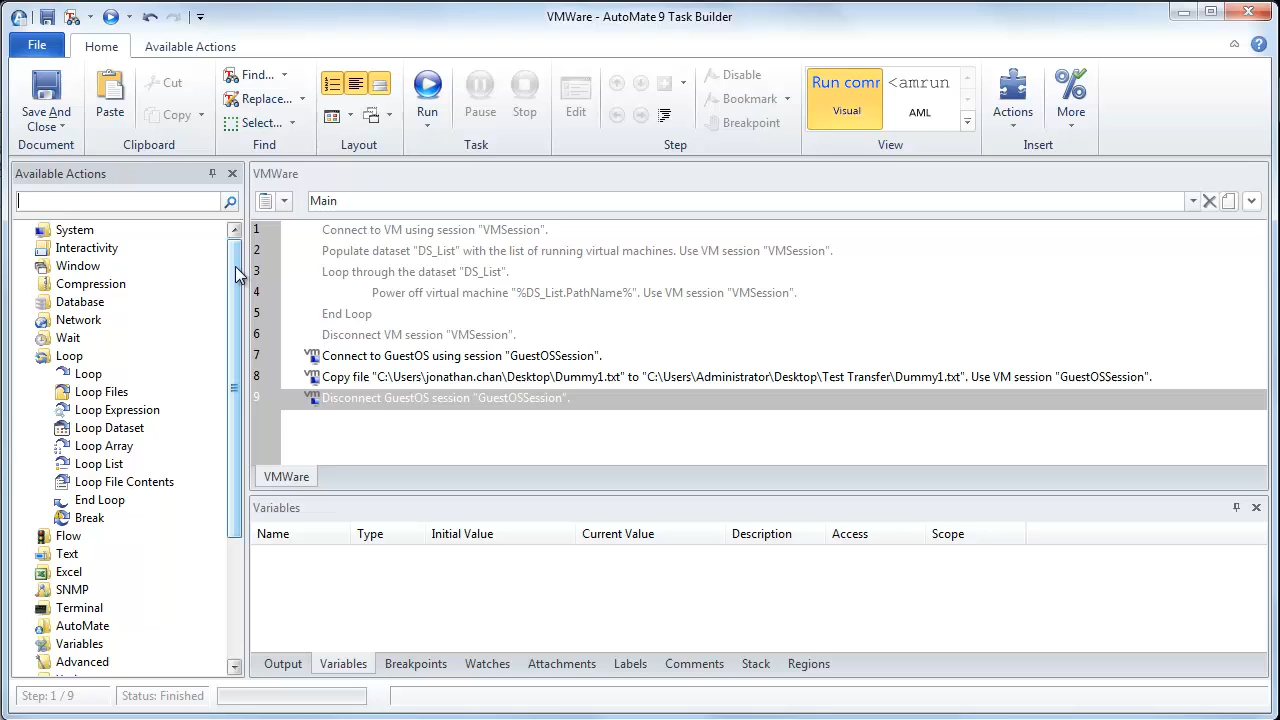 VMWare - AutoMate 9 Task Builder
File
Home
Available Actions
Save And Close
Document
Paste
Cut
Copy
Clipboard
Find...
Replace...
Select...
Find
Layout
Run
Pause
Stop
Task
Edit
Disable
Bookmark
Breakpoint
Step
Run comr
Visual
<amrun
AML
View
Actions
More
Insert
Available Actions
System
Interactivity
Window
Compression
Database
Network
Wait
Loop
Loop
Loop Files
Loop Expression
Loop Dataset
Loop Array
Loop List
Loop File Contents
End Loop
Break
Flow
Text
Excel
SNMP
Terminal
AutoMate
Variables
Advanced
VMWare
Main
1 Connect to VM using session "VMSession".
2 Populate dataset "DS_List" with the list of running virtual machines. Use VM session "VMSession".
3 Loop through the dataset "DS_List".
4 Power off virtual machine "%DS_List.PathName%". Use VM session "VMSession".
5 End Loop
6 Disconnect VM session "VMSession".
7 vm Connect to GuestOS using session "GuestOSSession".
8 vm Copy file "C:\Users\jonathan.chan\Desktop\Dummy1.txt" to "C:\Users\Administrator\Desktop\Test Transfer\Dummy1.txt". Use VM session "GuestOSSession".
9 vm Disconnect GuestOS session "GuestOSSession".
VMWare
Variables
Name Type Initial Value Current Value Description Access Scope
Output Variables Breakpoints Watches Attachments Labels Comments Stack Regions
Step: 1 / 9 Status: Finished